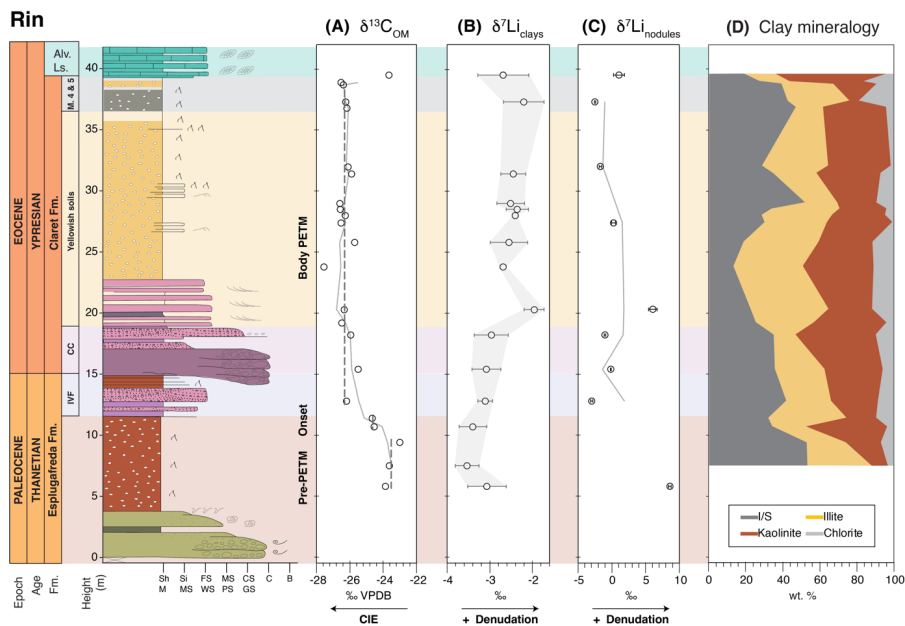 Rin
(A) δ¹³C_OM
(B) δ⁷Li_clays
(C) δ⁷Li_nodules
(D) Clay mineralogy
EOCENE
YPRESIAN
Claret Fm.
Alv. Ls.
M. 4 & 5
Yellowish soils
CC
IVF
PALEOCENE
THANETIAN
Esplugafreda Fm.
40
35
30
25
20
15
10
5
0
Body PETM
Onset
Pre-PETM
Epoch
Age
Fm.
Height (m)
Sh Si FS MS CS C B
M MS WS PS GS
-28 -26 -24 -22
‰ VPDB
CIE
-4 -3 -2
‰
+ Denudation
-5 0 5 10
‰
+ Denudation
I/S
Illite
Kaolinite
Chlorite
0 20 40 60 80 100
wt. %